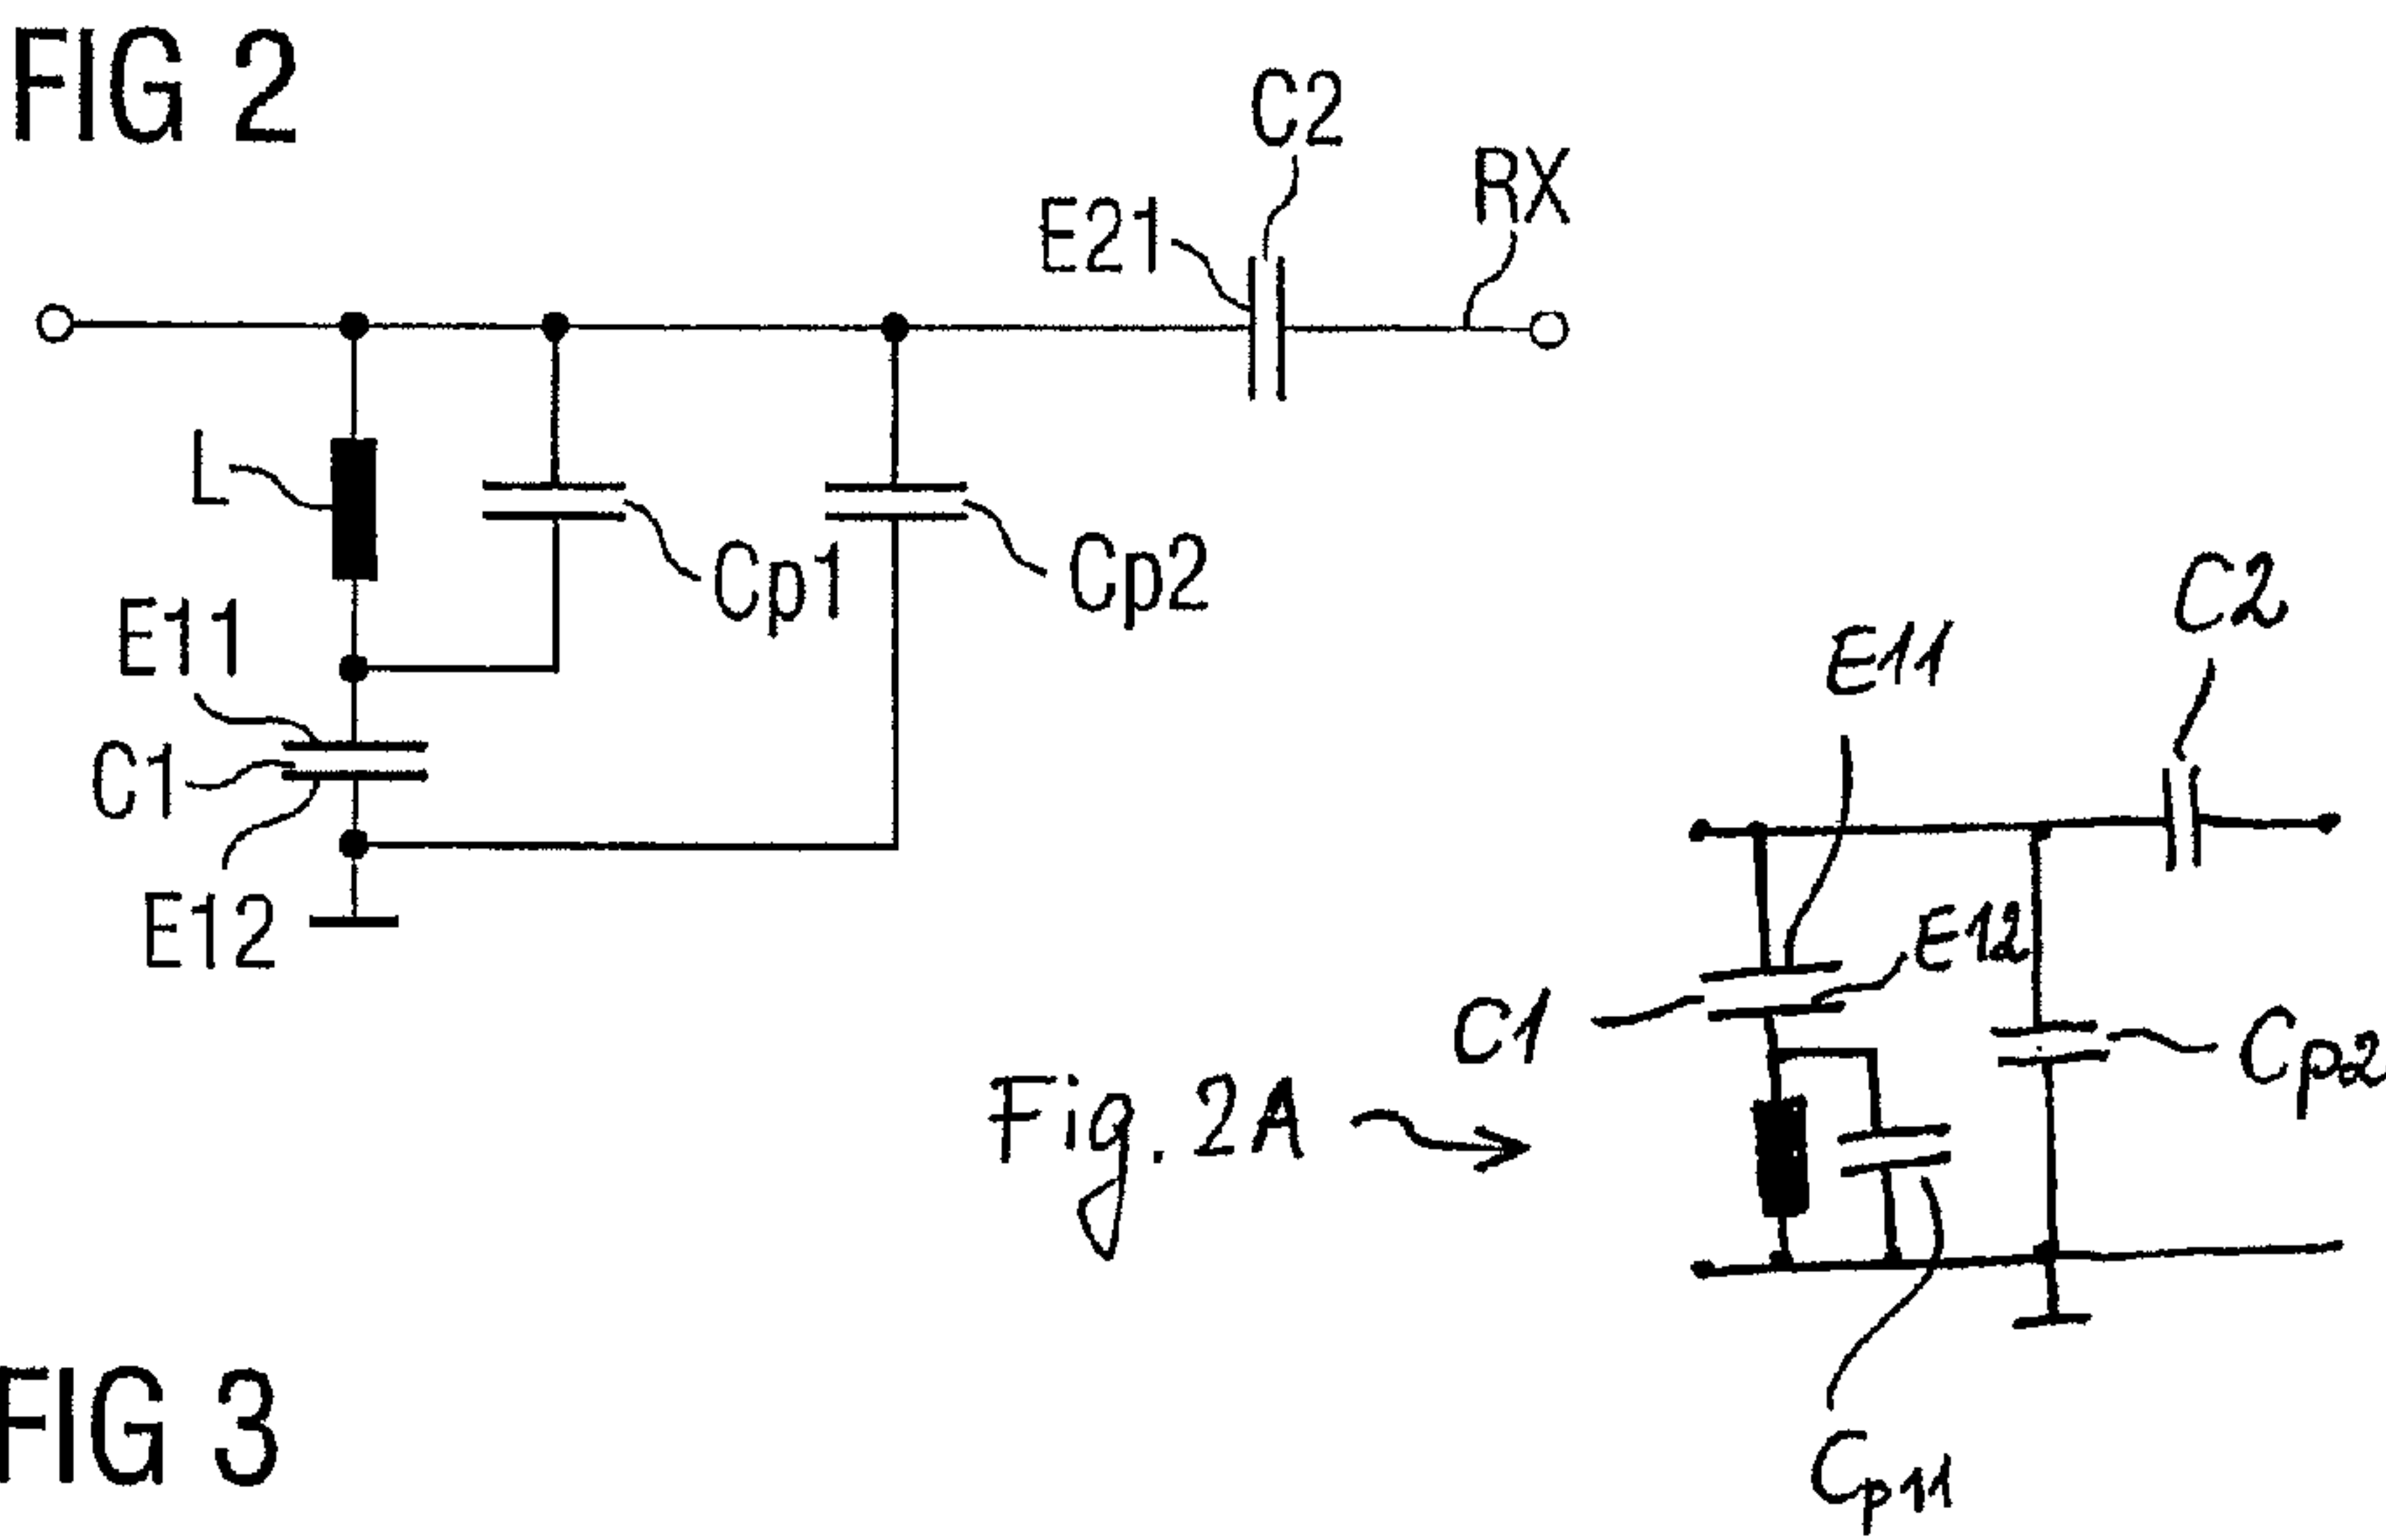 FIG 2
C2
RX
E21
L
Cp1
Cp2
E11
C1
E12
C2
E11
E12
C1
Cp2
Fig. 2A
Cp11
FIG 3